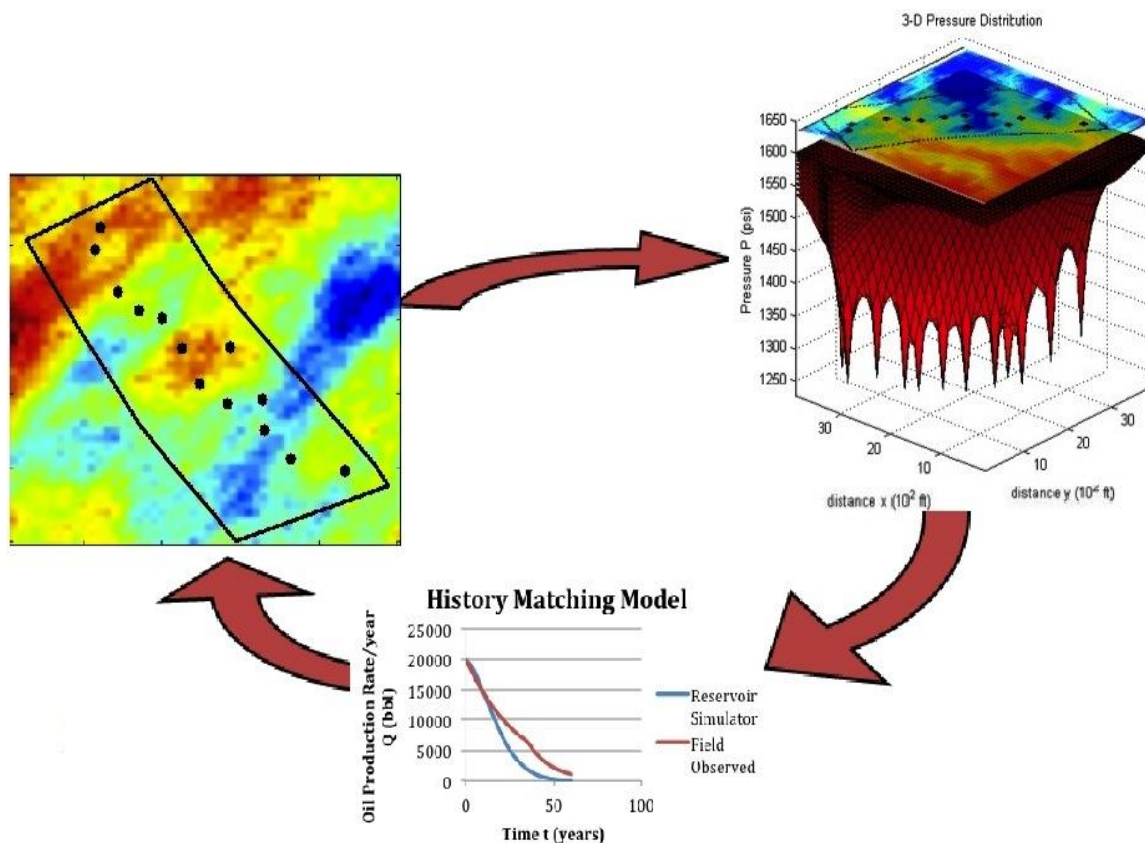 3-D Pressure Distribution
1650
1600
1550
1500
1450
1400
1350
1300
1250
Pressure P (psi)
30
20
10
distance x (10² ft)
10
20
30
distance y (10² ft)
History Matching Model
Oil Production Rate/year
Q (bbl)
25000
20000
15000
10000
5000
0
0
50
100
Time t (years)
Reservoir
Simulator
Field
Observed